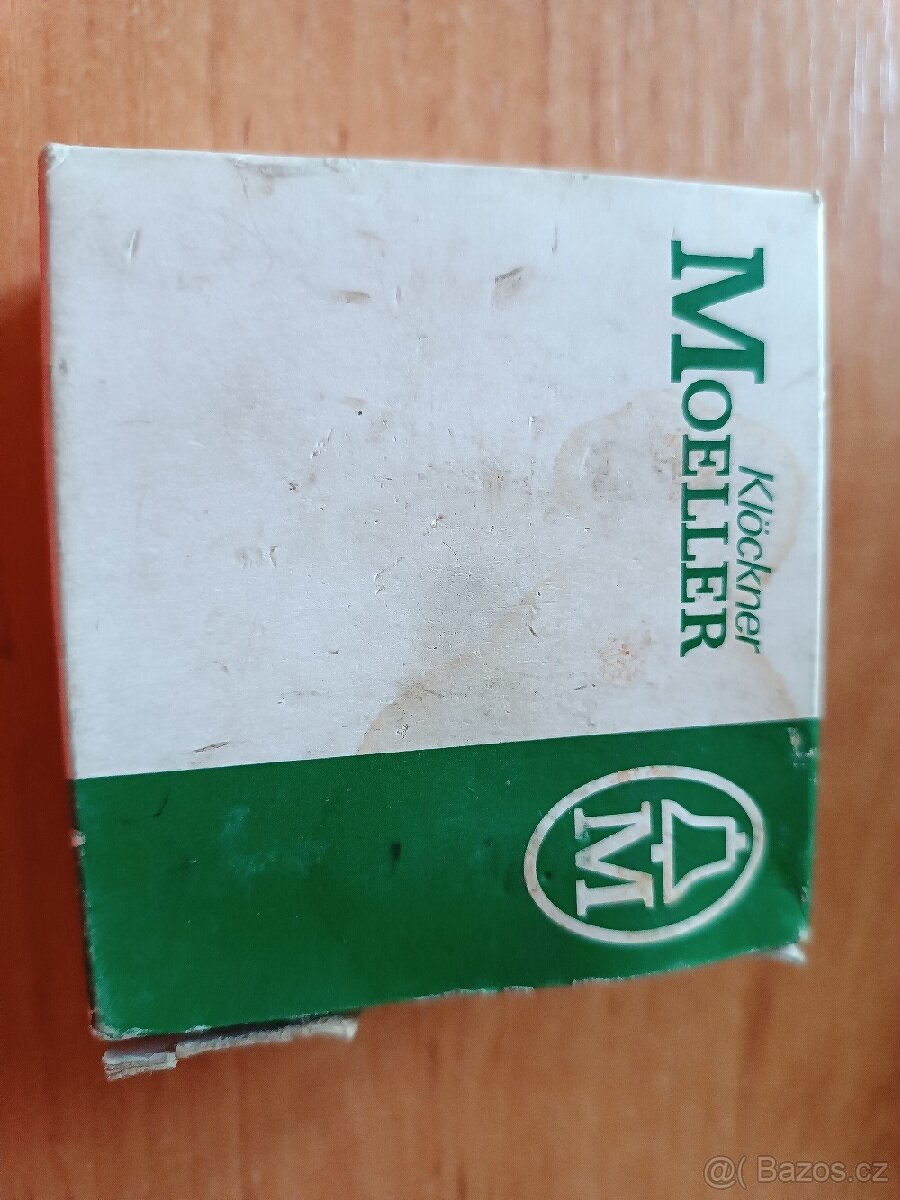 Klöckner
MOELLER
M
@( Bazos.cz